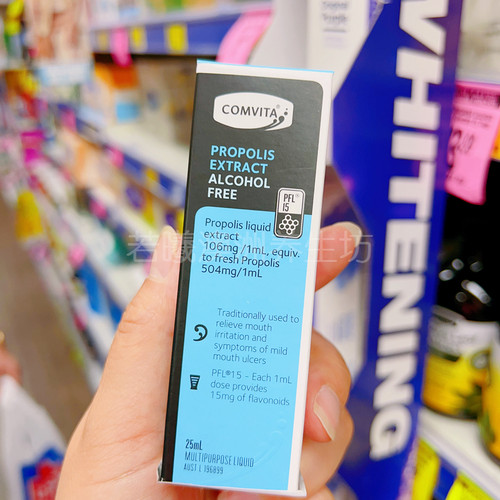 COMVITA
PROPOLIS
EXTRACT
ALCOHOL
FREE
PFL®
15
Propolis liquid
extract
106mg/1mL, equiv.
to fresh Propolis
504mg/1mL
Traditionally used to
relieve mouth
irritation and
symptoms of mild
mouth ulcers
PFL®15 - Each 1mL
dose provides
15mg of flavonoids
25mL
MULTIPURPOSE LIQUID
AUST L 196899
WHITENING